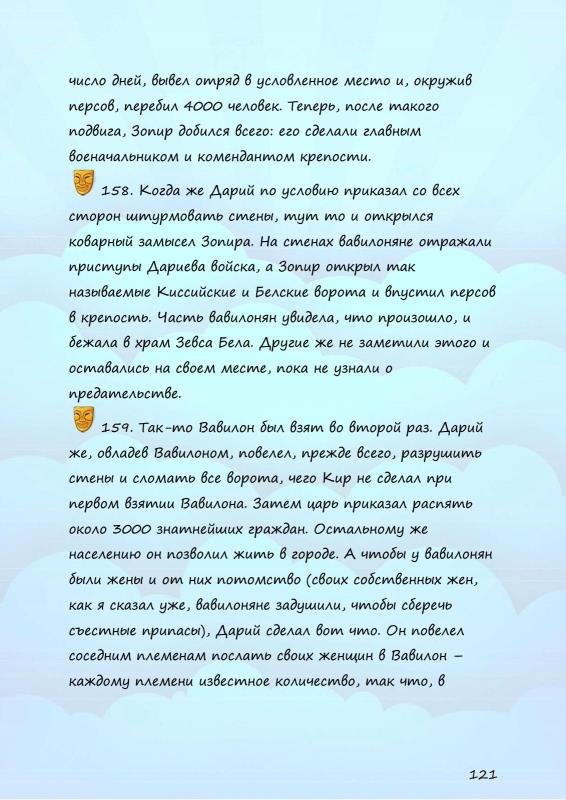 число дней, вывел отряд в условленное место и, окружив
персов, перебил 4000 человек. Теперь, после такого
подвига, Зопир добился всего: его сделали главным
военачальником и комендантом крепости.
158. Когда же Дарий по условию приказал со всех
сторон штурмовать стены, тут то и открылся
коварный замысел Зопира. На стенах вавилоняне отражали
приступы Дариева войска, а Зопир открыл так
называемые Киссийские и Белские ворота и впустил персов
в крепость. Часть вавилонян увидела, что произошло, и
бежала в храм Зевса Бела. Другие же не заметили этого и
оставались на своем месте, пока не узнали о
предательстве.
159. Так-то Вавилон был взят во второй раз. Дарий
же, овладев Вавилоном, повелел, прежде всего, разрушить
стены и сломать все ворота, чего Кир не сделал при
первом взятии Вавилона. Затем царь приказал распять
около 3000 знатнейших граждан. Остальному же
населению он позволил жить в городе. А чтобы у вавилонян
были жены и от них потомство (своих собственных жен,
как я сказал уже, вавилоняне задушили, чтобы сберечь
съестные припасы), Дарий сделал вот что. Он повелел
соседним племенам послать своих женщин в Вавилон –
каждому племени известное количество, так что, в
121